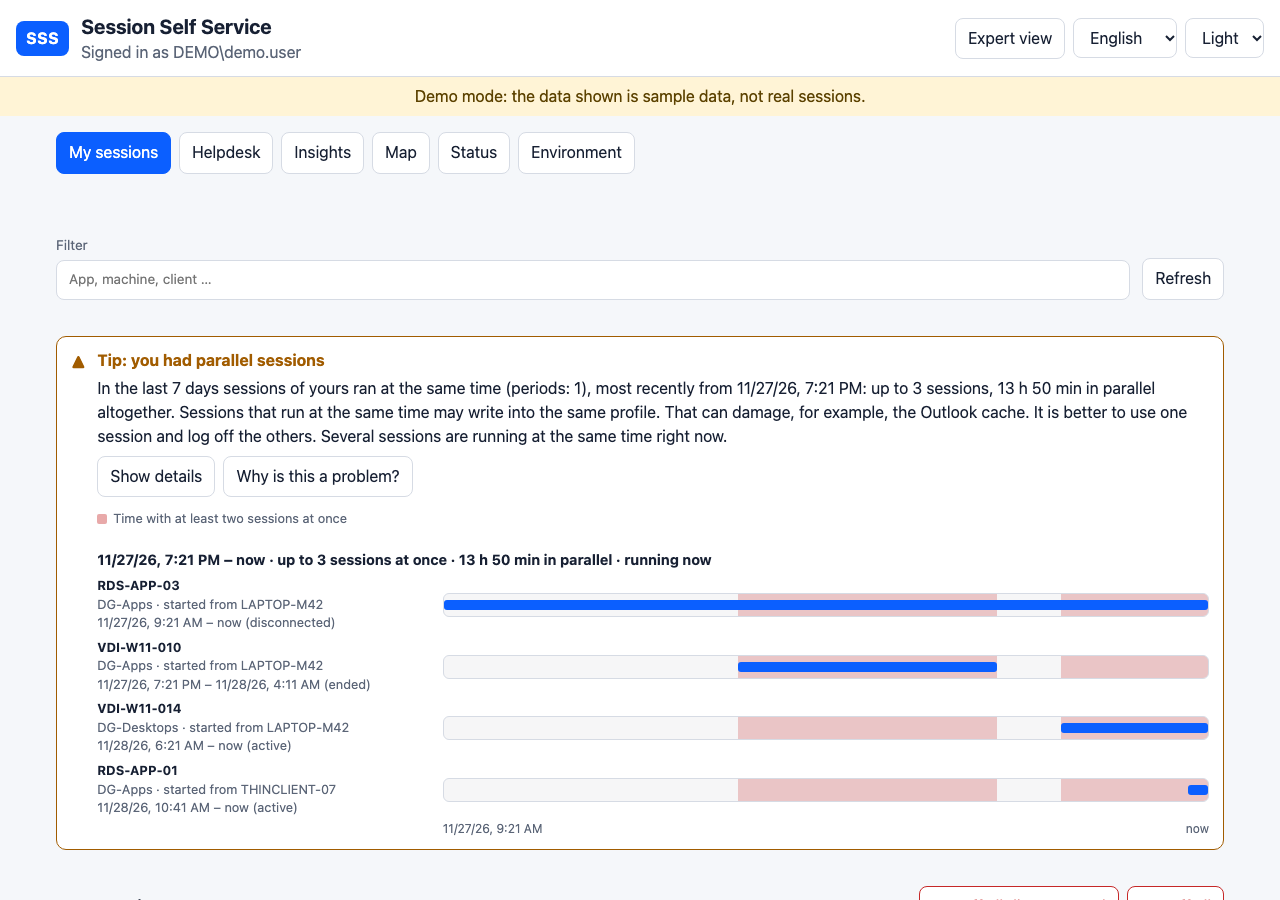 SSS
Session Self Service
Signed in as DEMO\demo.user
Expert view
English
Light
Demo mode: the data shown is sample data, not real sessions.
My sessions
Helpdesk
Insights
Map
Status
Environment
Filter
App, machine, client ...
Refresh
Tip: you had parallel sessions
In the last 7 days sessions of yours ran at the same time (periods: 1), most recently from 11/27/26, 7:21 PM: up to 3 sessions, 13 h 50 min in parallel
altogether. Sessions that run at the same time may write into the same profile. That can damage, for example, the Outlook cache. It is better to use one
session and log off the others. Several sessions are running at the same time right now.
Show details
Why is this a problem?
Time with at least two sessions at once
11/27/26, 7:21 PM – now · up to 3 sessions at once · 13 h 50 min in parallel · running now
RDS-APP-03
DG-Apps · started from LAPTOP-M42
11/27/26, 9:21 AM – now (disconnected)
VDI-W11-010
DG-Apps · started from LAPTOP-M42
11/27/26, 7:21 PM – 11/28/26, 4:11 AM (ended)
VDI-W11-014
DG-Desktops · started from LAPTOP-M42
11/28/26, 6:21 AM – now (active)
RDS-APP-01
DG-Apps · started from THINCLIENT-07
11/28/26, 10:41 AM – now (active)
11/27/26, 9:21 AM
now